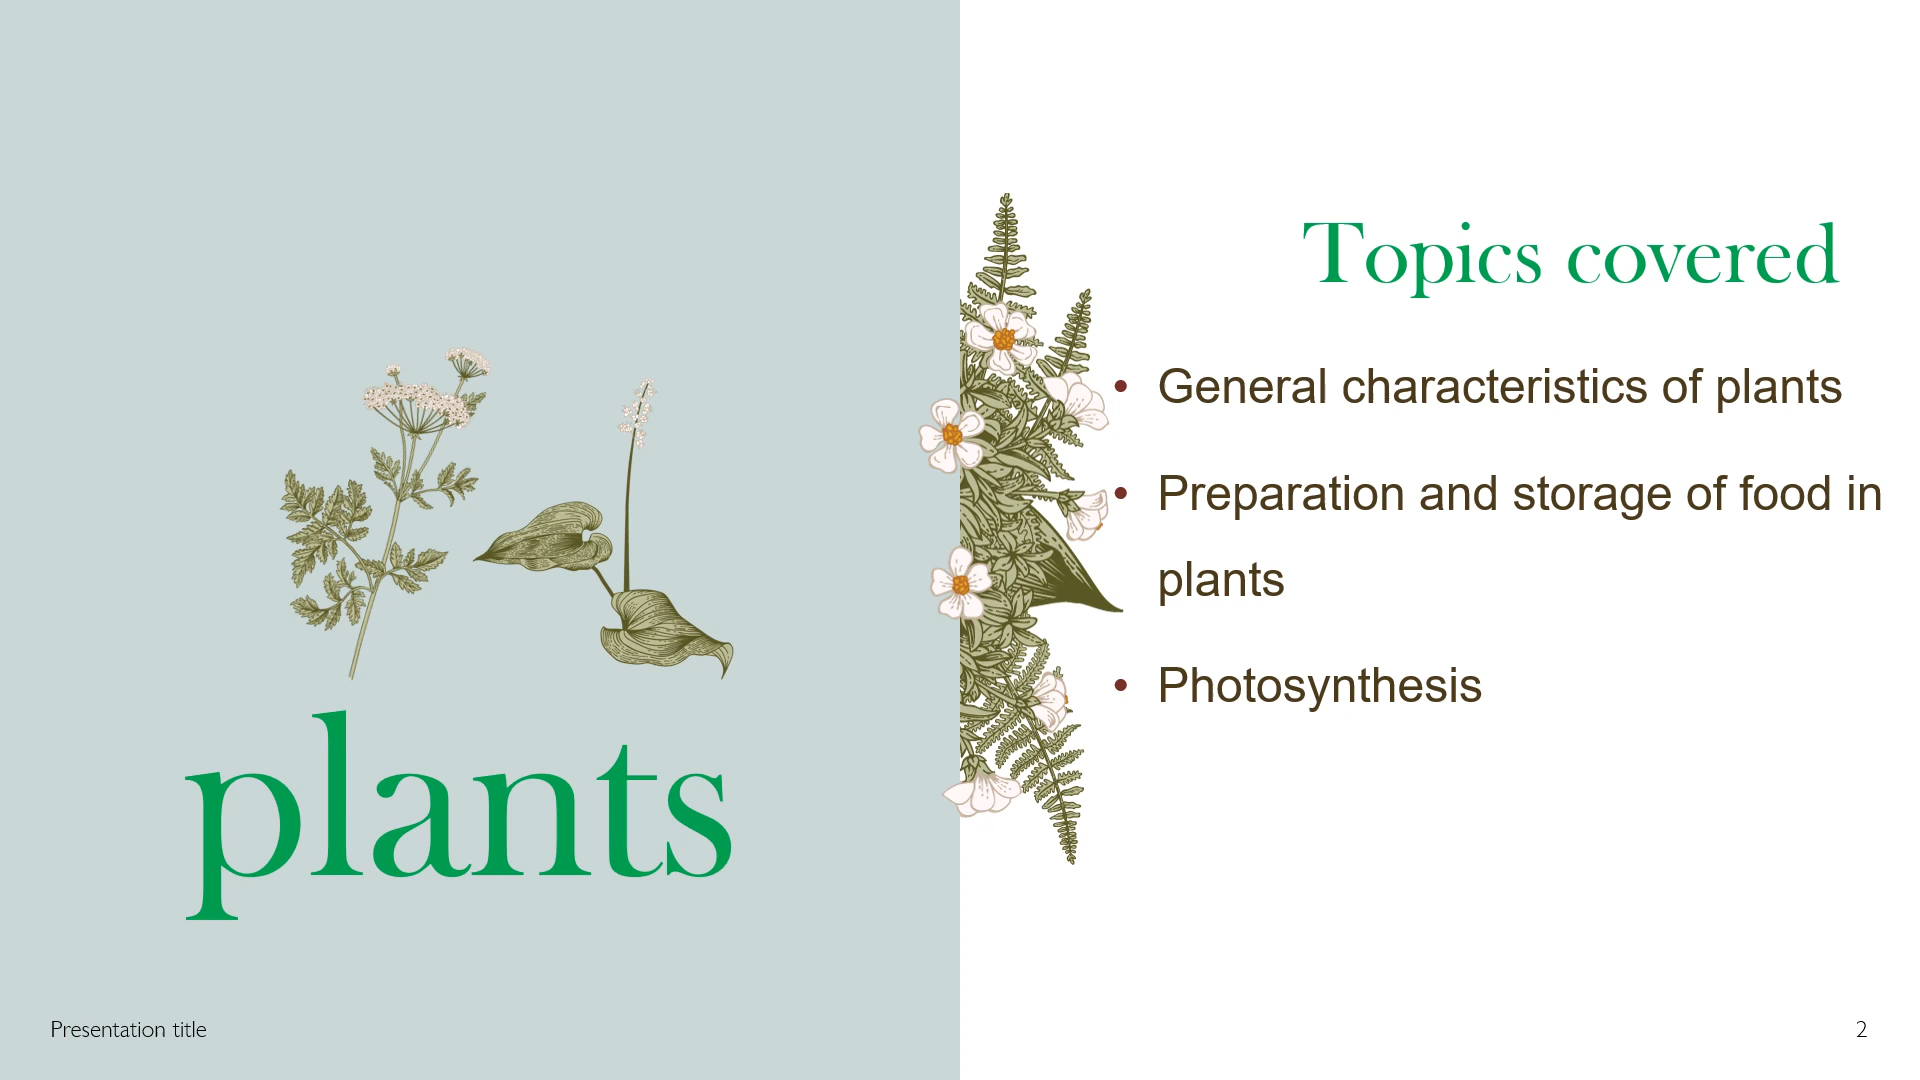 plants
Topics covered
• General characteristics of plants
• Preparation and storage of food in
plants
• Photosynthesis
Presentation title
2